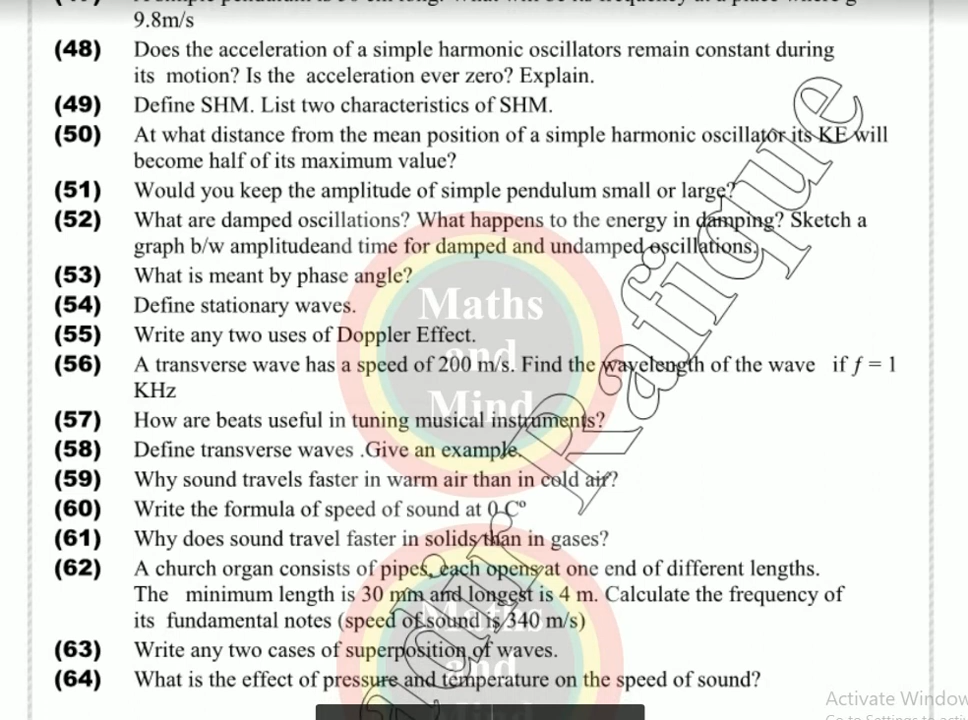 9.8m/s
(48) Does the acceleration of a simple harmonic oscillators remain constant during
its motion? Is the acceleration ever zero? Explain.
(49) Define SHM. List two characteristics of SHM.
(50) At what distance from the mean position of a simple harmonic oscillator its KE will
become half of its maximum value?
(51) Would you keep the amplitude of simple pendulum small or large?
(52) What are damped oscillations? What happens to the energy in damping? Sketch a
graph b/w amplitudeand time for damped and undamped oscillations.
(53) What is meant by phase angle?
(54) Define stationary waves.
(55) Write any two uses of Doppler Effect.
(56) A transverse wave has a speed of 200 m/s. Find the wavelength of the wave if f = 1
KHz
(57) How are beats useful in tuning musical instruments?
(58) Define transverse waves .Give an example.
(59) Why sound travels faster in warm air than in cold air?
(60) Write the formula of speed of sound at 0 Cº
(61) Why does sound travel faster in solids than in gases?
(62) A church organ consists of pipes, each opens at one end of different lengths.
The minimum length is 30 mm and longest is 4 m. Calculate the frequency of
its fundamental notes (speed of sound is 340 m/s)
(63) Write any two cases of superposition of waves.
(64) What is the effect of pressure and temperature on the speed of sound?
Maths
and
Mind
Maths
and
Rafique
Activate Window